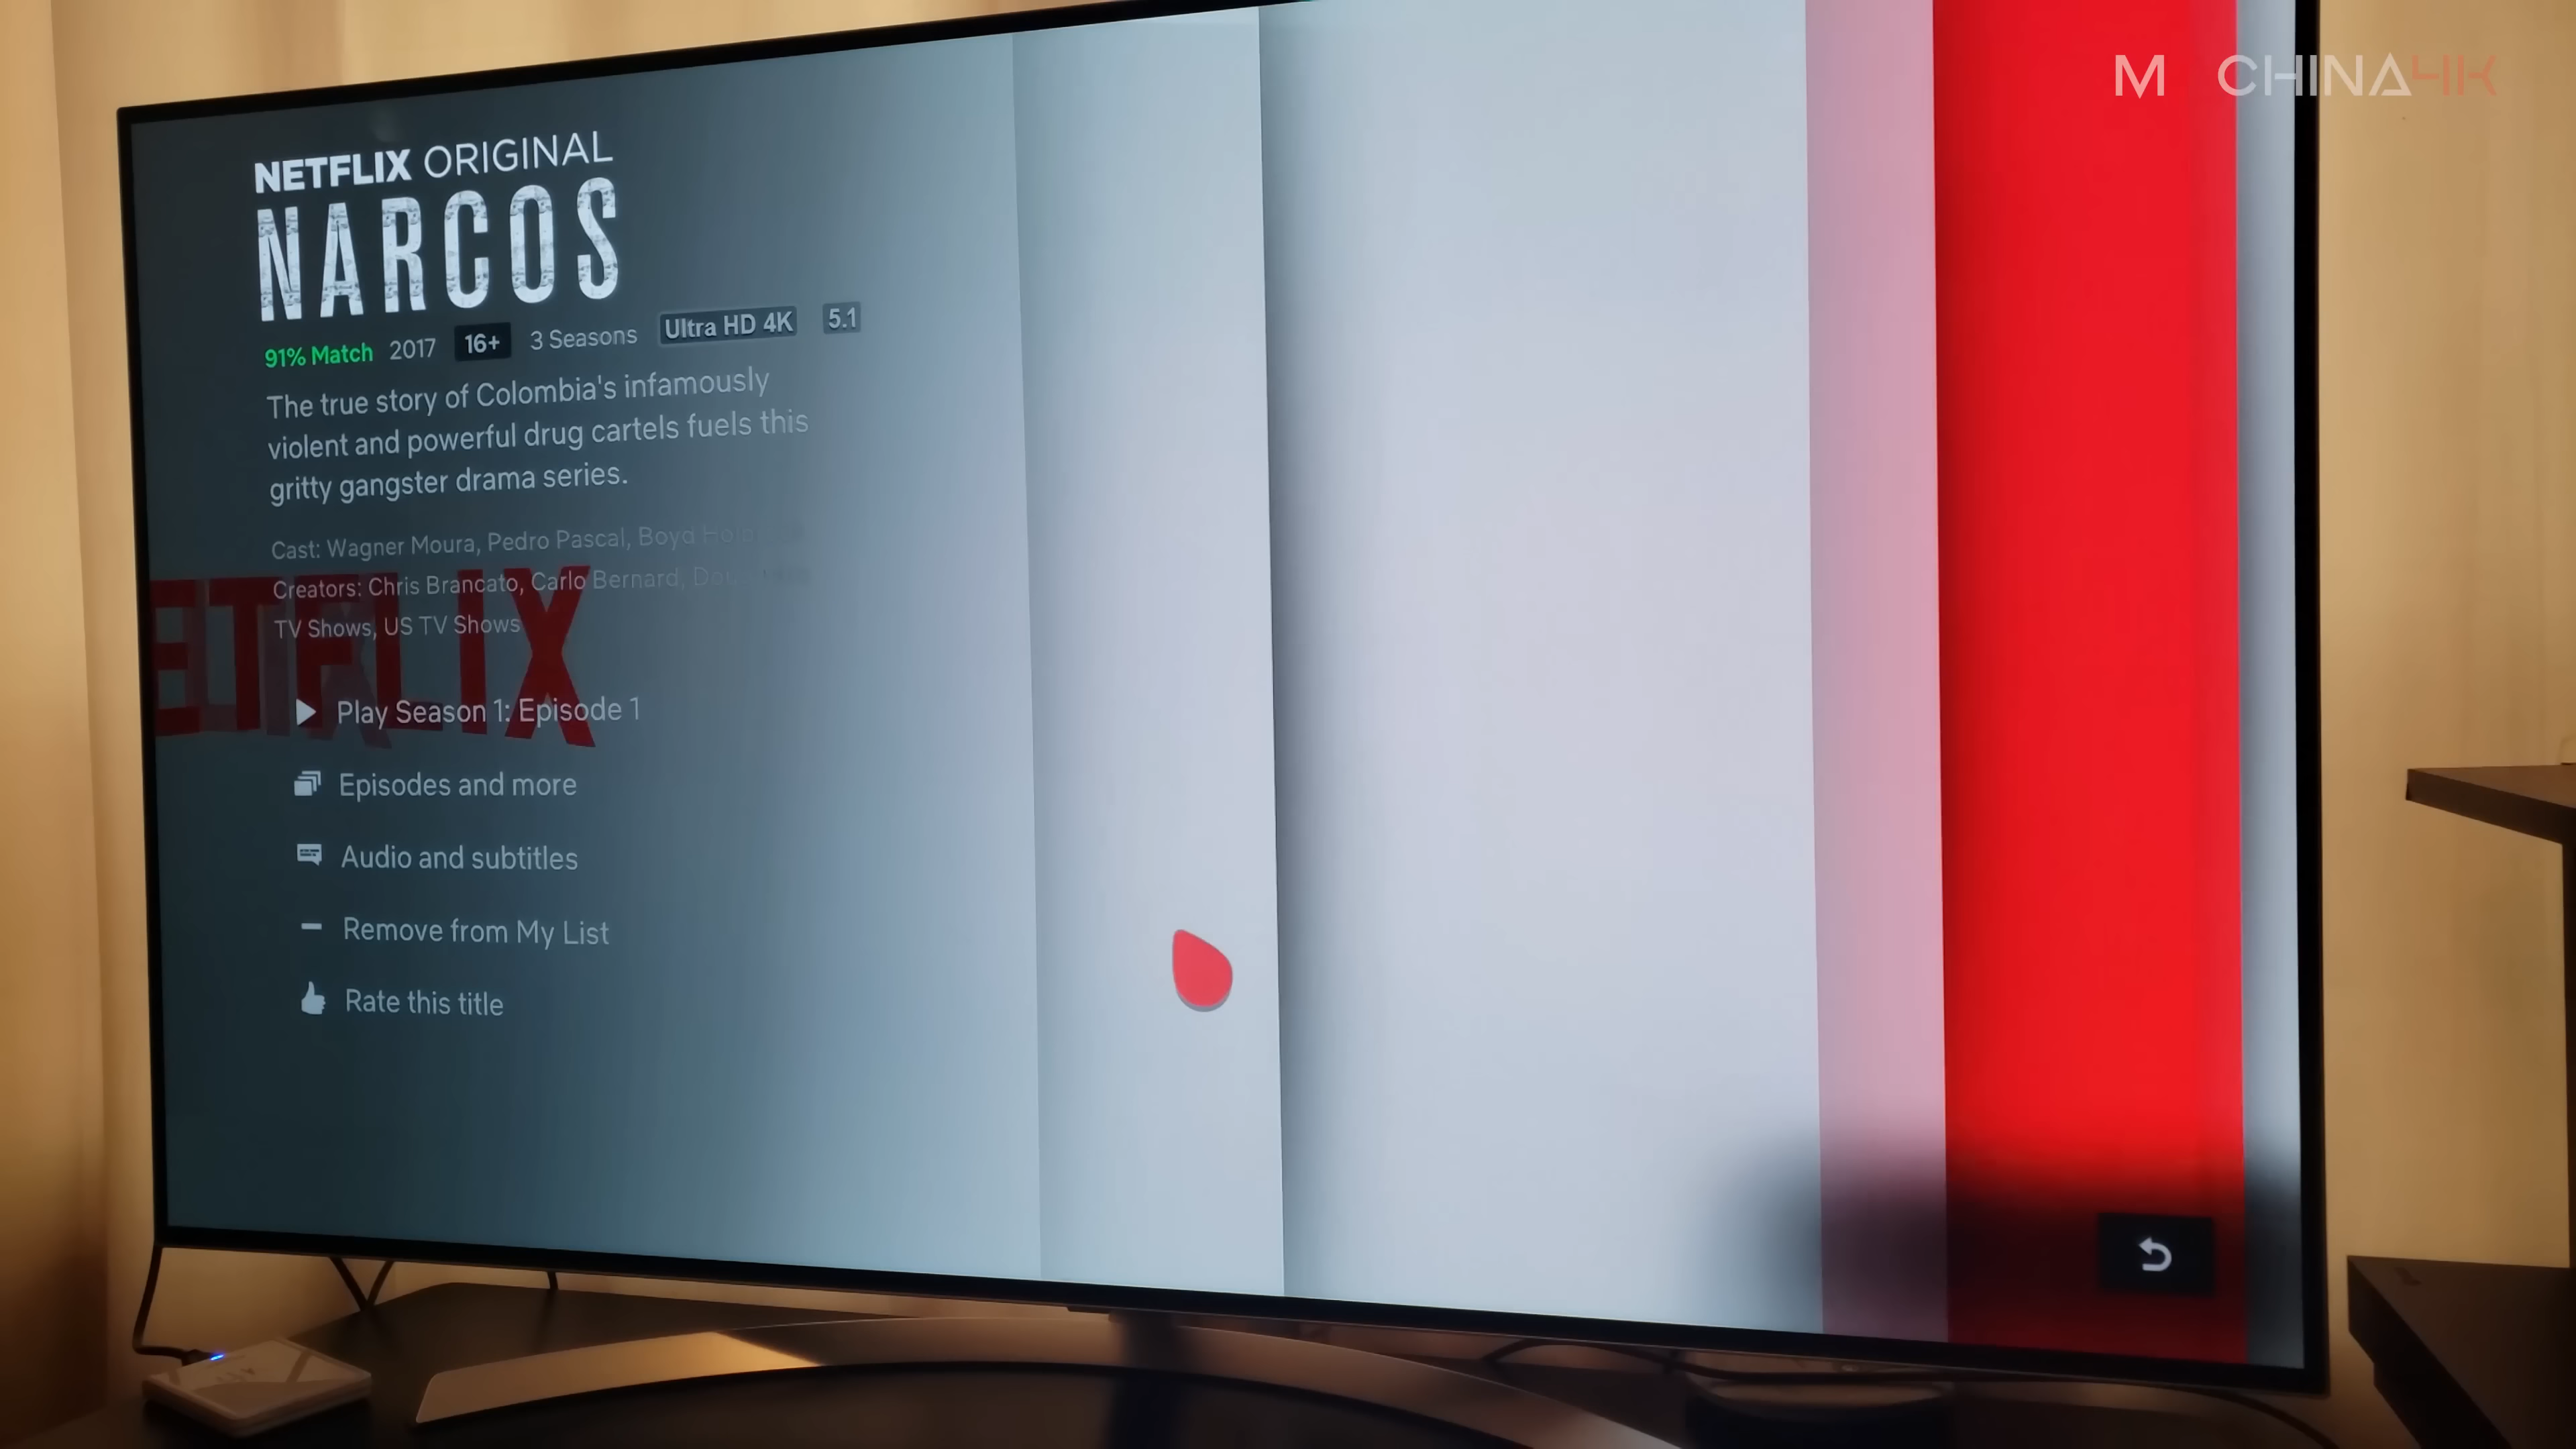 M CHINA4K
NETFLIX ORIGINAL
NARCOS
91% Match 2017 16+ 3 Seasons Ultra HD 4K 5.1
The true story of Colombia's infamously
violent and powerful drug cartels fuels this
gritty gangster drama series.
Cast: Wagner Moura, Pedro Pascal, Boyd
Creators: Chris Brancato, Carlo Bernard,
TV Shows, US TV Shows
ETFLIX
Play Season 1: Episode 1
Episodes and more
Audio and subtitles
Remove from My List
Rate this title